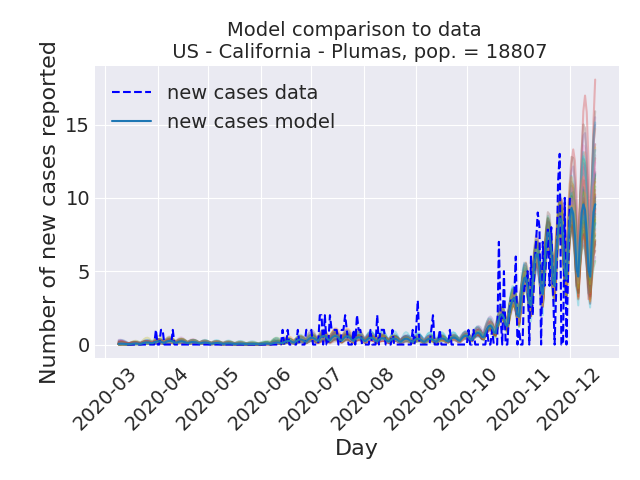 Model comparison to data
US - California - Plumas, pop. = 18807
Number of new cases reported
new cases data
new cases model
15
10
5
0
2020-03
2020-04
2020-05
2020-06
2020-07
2020-08
2020-09
2020-10
2020-11
2020-12
Day